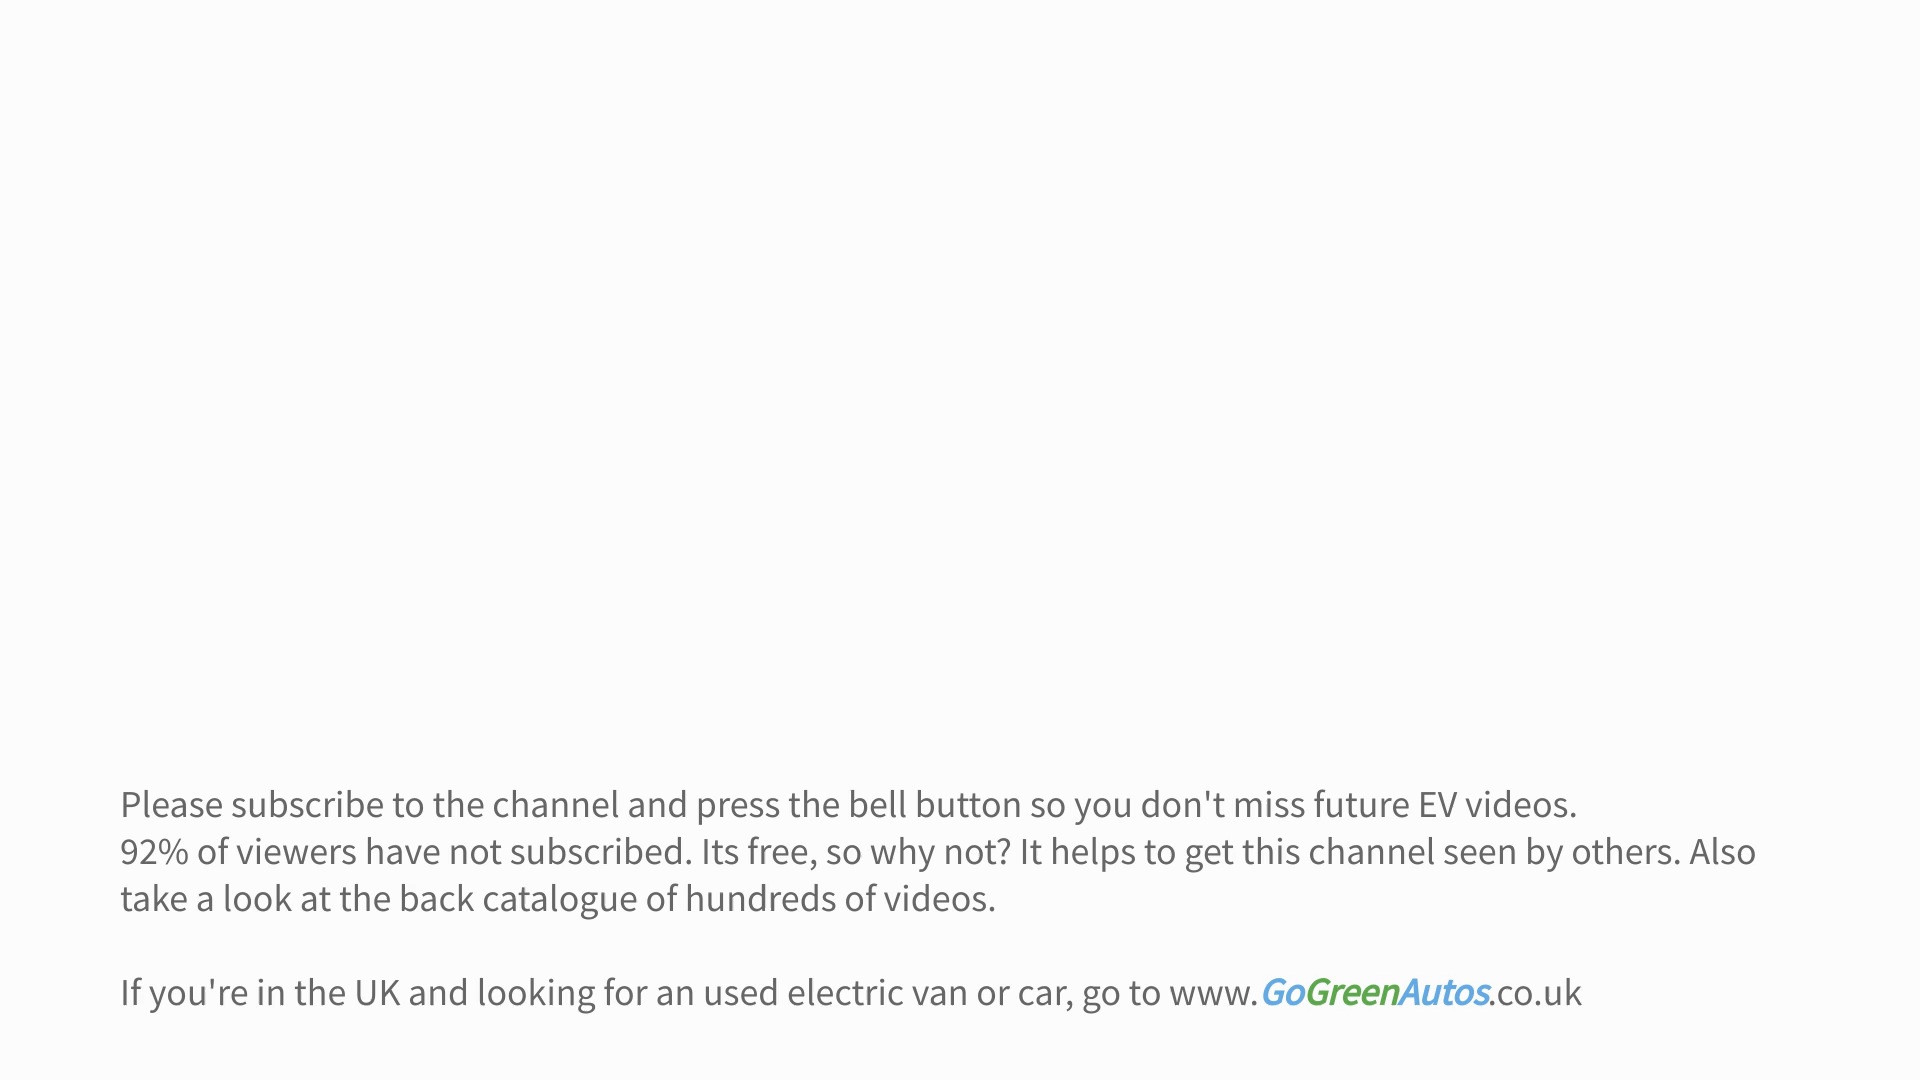 Please subscribe to the channel and press the bell button so you don't miss future EV videos.
92% of viewers have not subscribed. Its free, so why not? It helps to get this channel seen by others. Also
take a look at the back catalogue of hundreds of videos.
If you're in the UK and looking for an used electric van or car, go to www.GoGreenAutos.co.uk